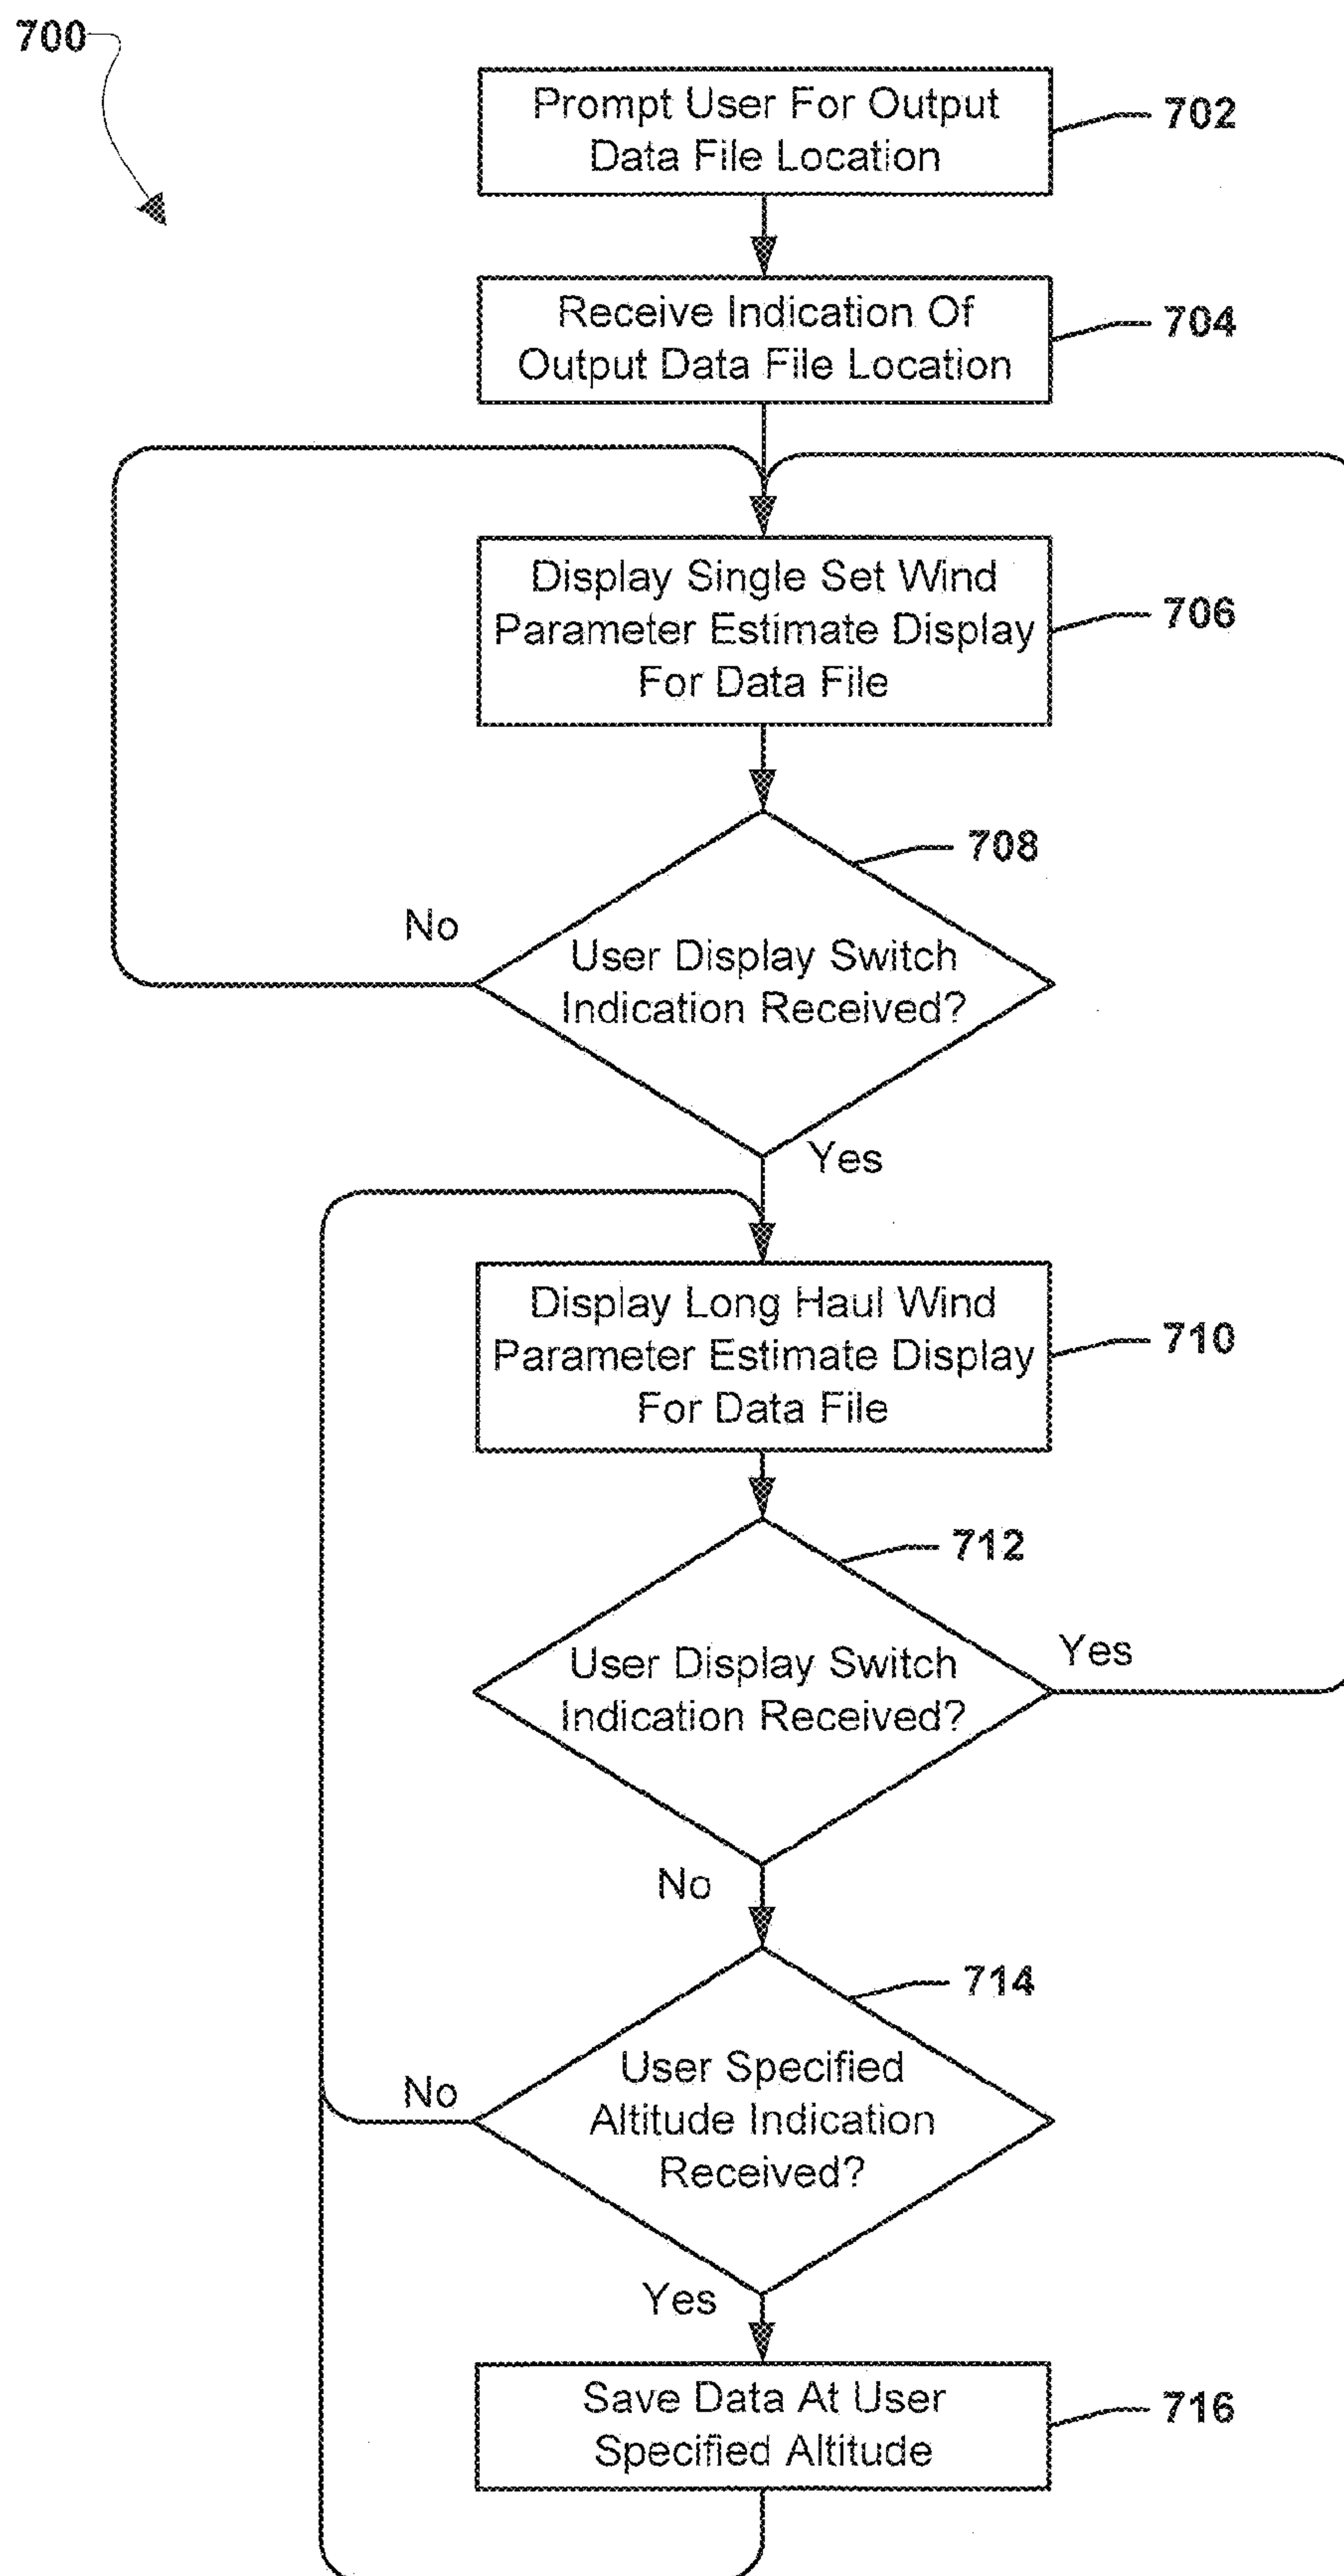 700
Prompt User For Output
Data File Location
702
Receive Indication Of
Output Data File Location
704
Display Single Set Wind
Parameter Estimate Display
For Data File
706
708
No
User Display Switch
Indication Received?
Yes
Display Long Haul Wind
Parameter Estimate Display
For Data File
710
712
Yes
User Display Switch
Indication Received?
No
714
User Specified
Altitude Indication
Received?
No
Yes
Save Data At User
Specified Altitude
716